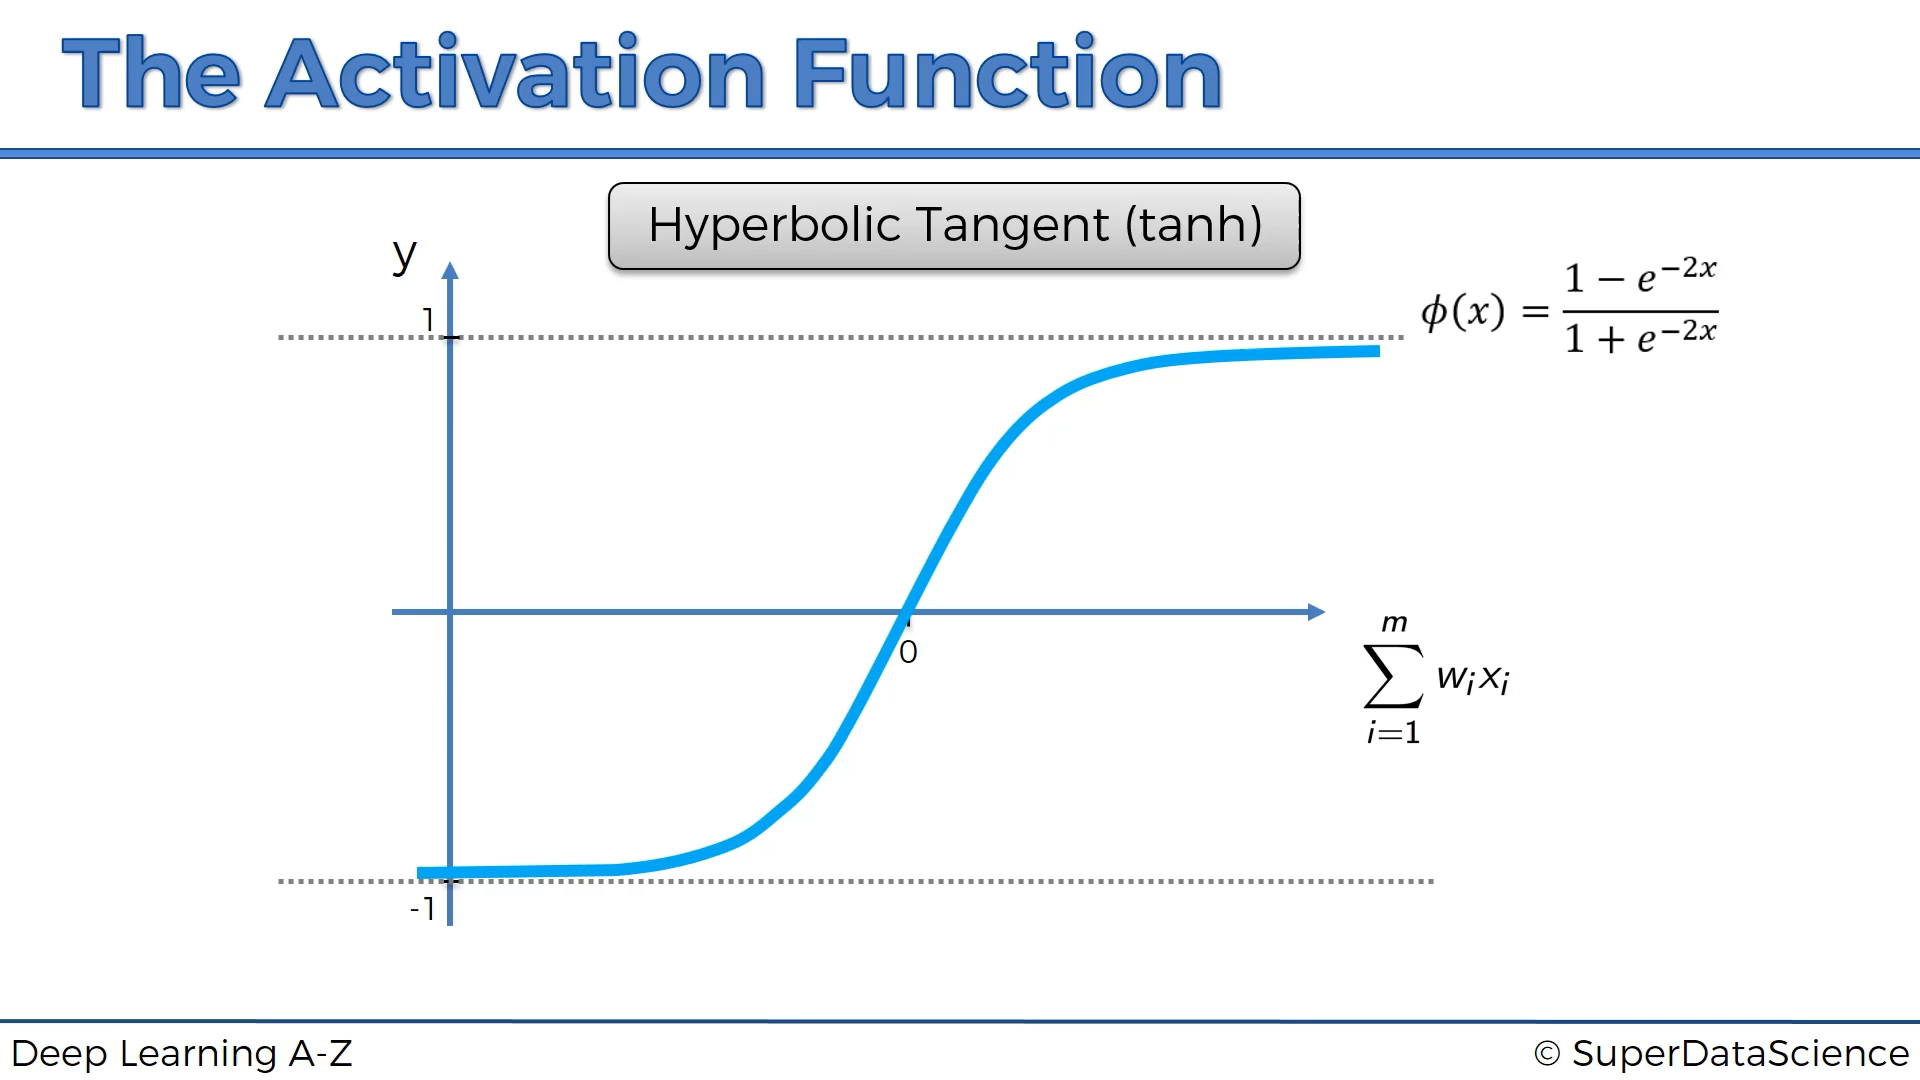 The Activation Function
Hyperbolic Tangent (tanh)
y
1
ϕ(x) = (1 − e^{−2x}) / (1 + e^{−2x})
0
∑_{i=1}^{m} w_i x_i
-1
Deep Learning A-Z
© SuperDataScience